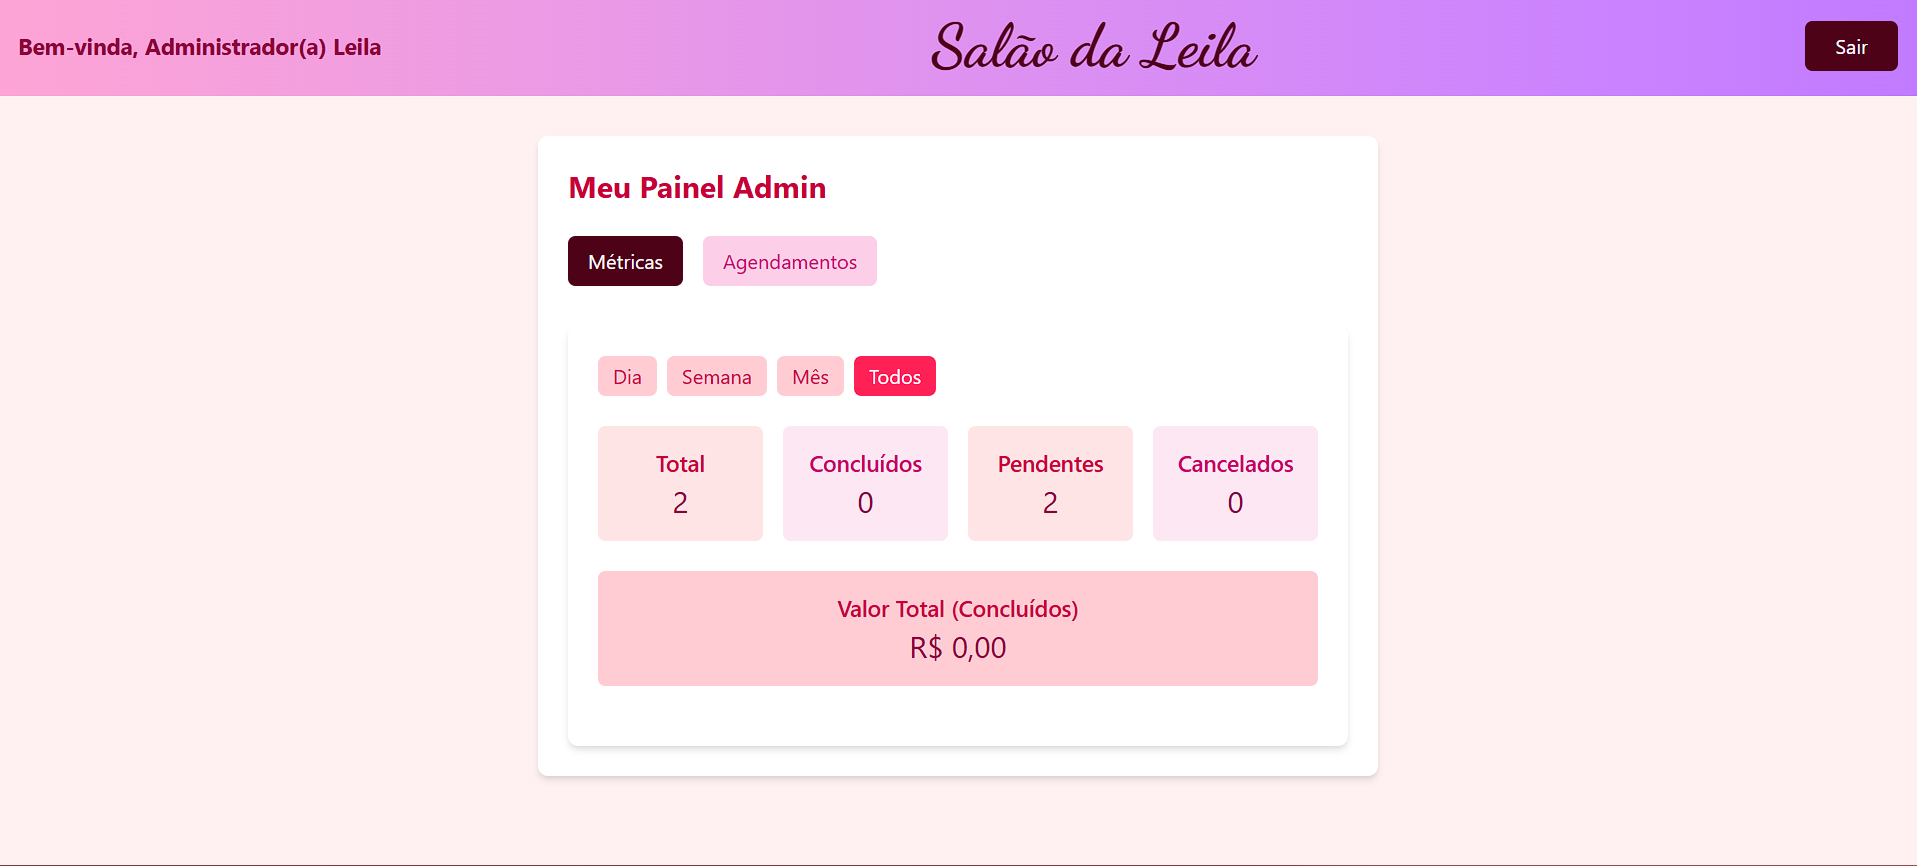 Bem-vinda, Administrador(a) Leila
Salão da Leila
Sair
Meu Painel Admin
Métricas
Agendamentos
Dia
Semana
Mês
Todos
Total
2
Concluídos
0
Pendentes
2
Cancelados
0
Valor Total (Concluídos)
R$ 0,00